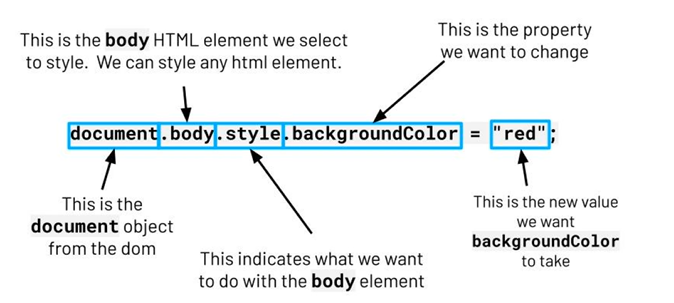 This is the body HTML element we select
to style. We can style any html element.
This is the property
we want to change
document.body.style.backgroundColor = "red";
This is the
document object
from the dom
This indicates what we want
to do with the body element
This is the new value
we want
backgroundColor
to take